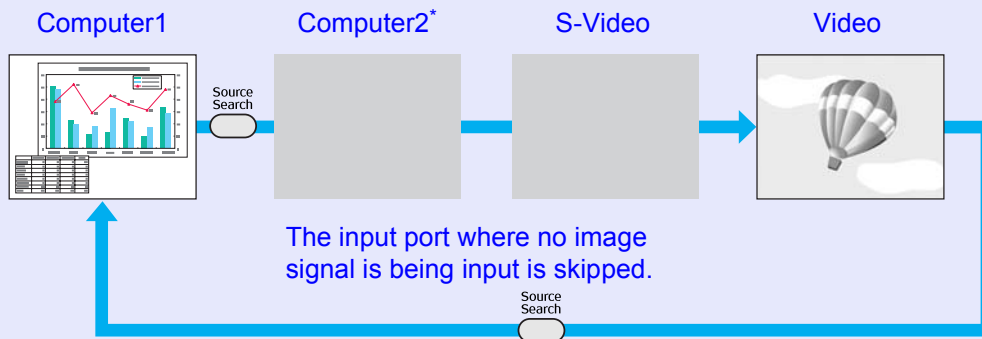 Computer1
Computer2*
S-Video
Video
Source
Search
The input port where no image
signal is being input is skipped.
Source
Search